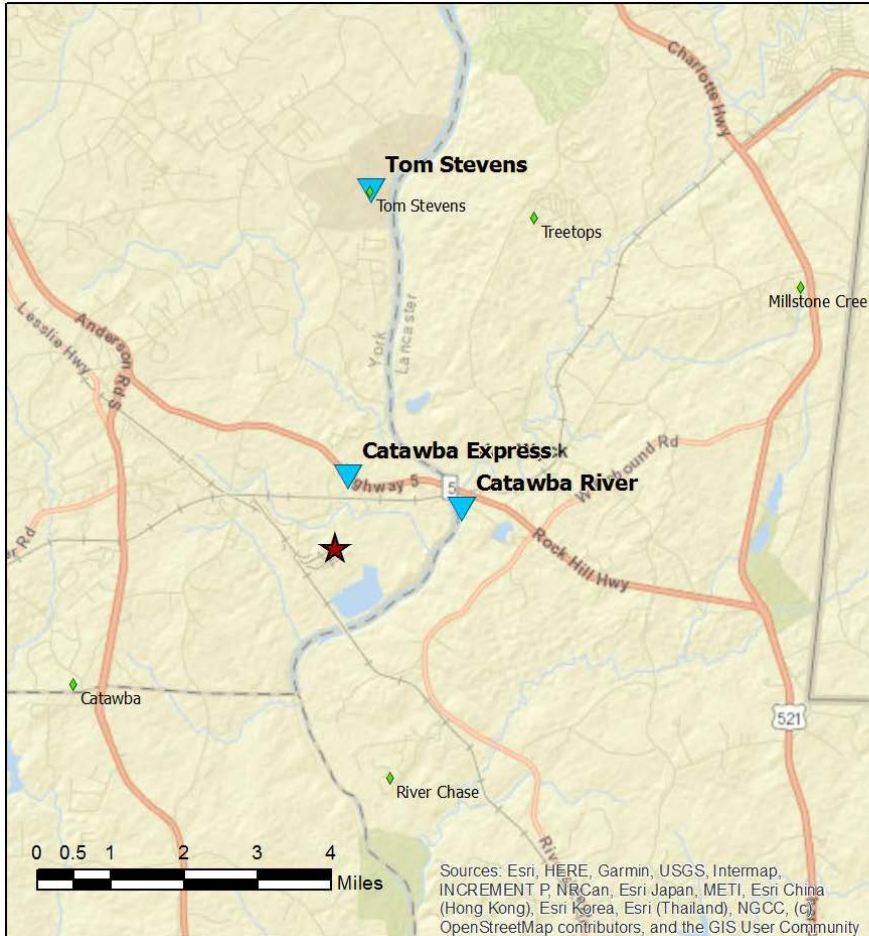 Charlotte Hwy
Tom Stevens
Tom Stevens
Treetops
Millstone Cree
Lesslie Hwy
Anderson Rd S
York
Lancaster
Catawba Express
5
ghway 5
Catawba River
Rock Hill Hwy
er Rd
Catawba
521
River Chase
0 0.5 1 2 3 4
Miles
Sources: Esri, HERE, Garmin, USGS, Intermap,
INCREMENT P, NRCan, Esri Japan, METI, Esri China
(Hong Kong), Esri Korea, Esri (Thailand), NGCC, (c)
OpenStreetMap contributors, and the GIS User Community